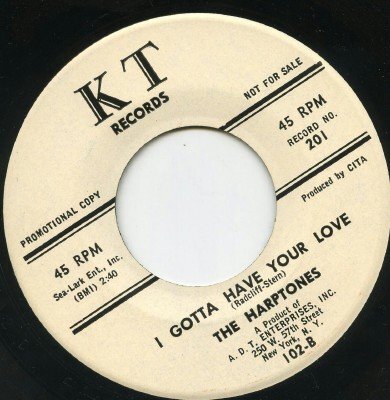 KT
RECORDS
PROMOTIONAL COPY
NOT FOR SALE
45 RPM
Sea-Lark Ent., Inc.
(BMI) 2:40
45 RPM
RECORD NO.
201
Produced by CITA
I GOTTA HAVE YOUR LOVE
(Radcliff-Stern)
THE HARPTONES
A Product of
A. D. T. ENTERPRISES, INC.
250 W. 57th Street
New York, N. Y.
102-B